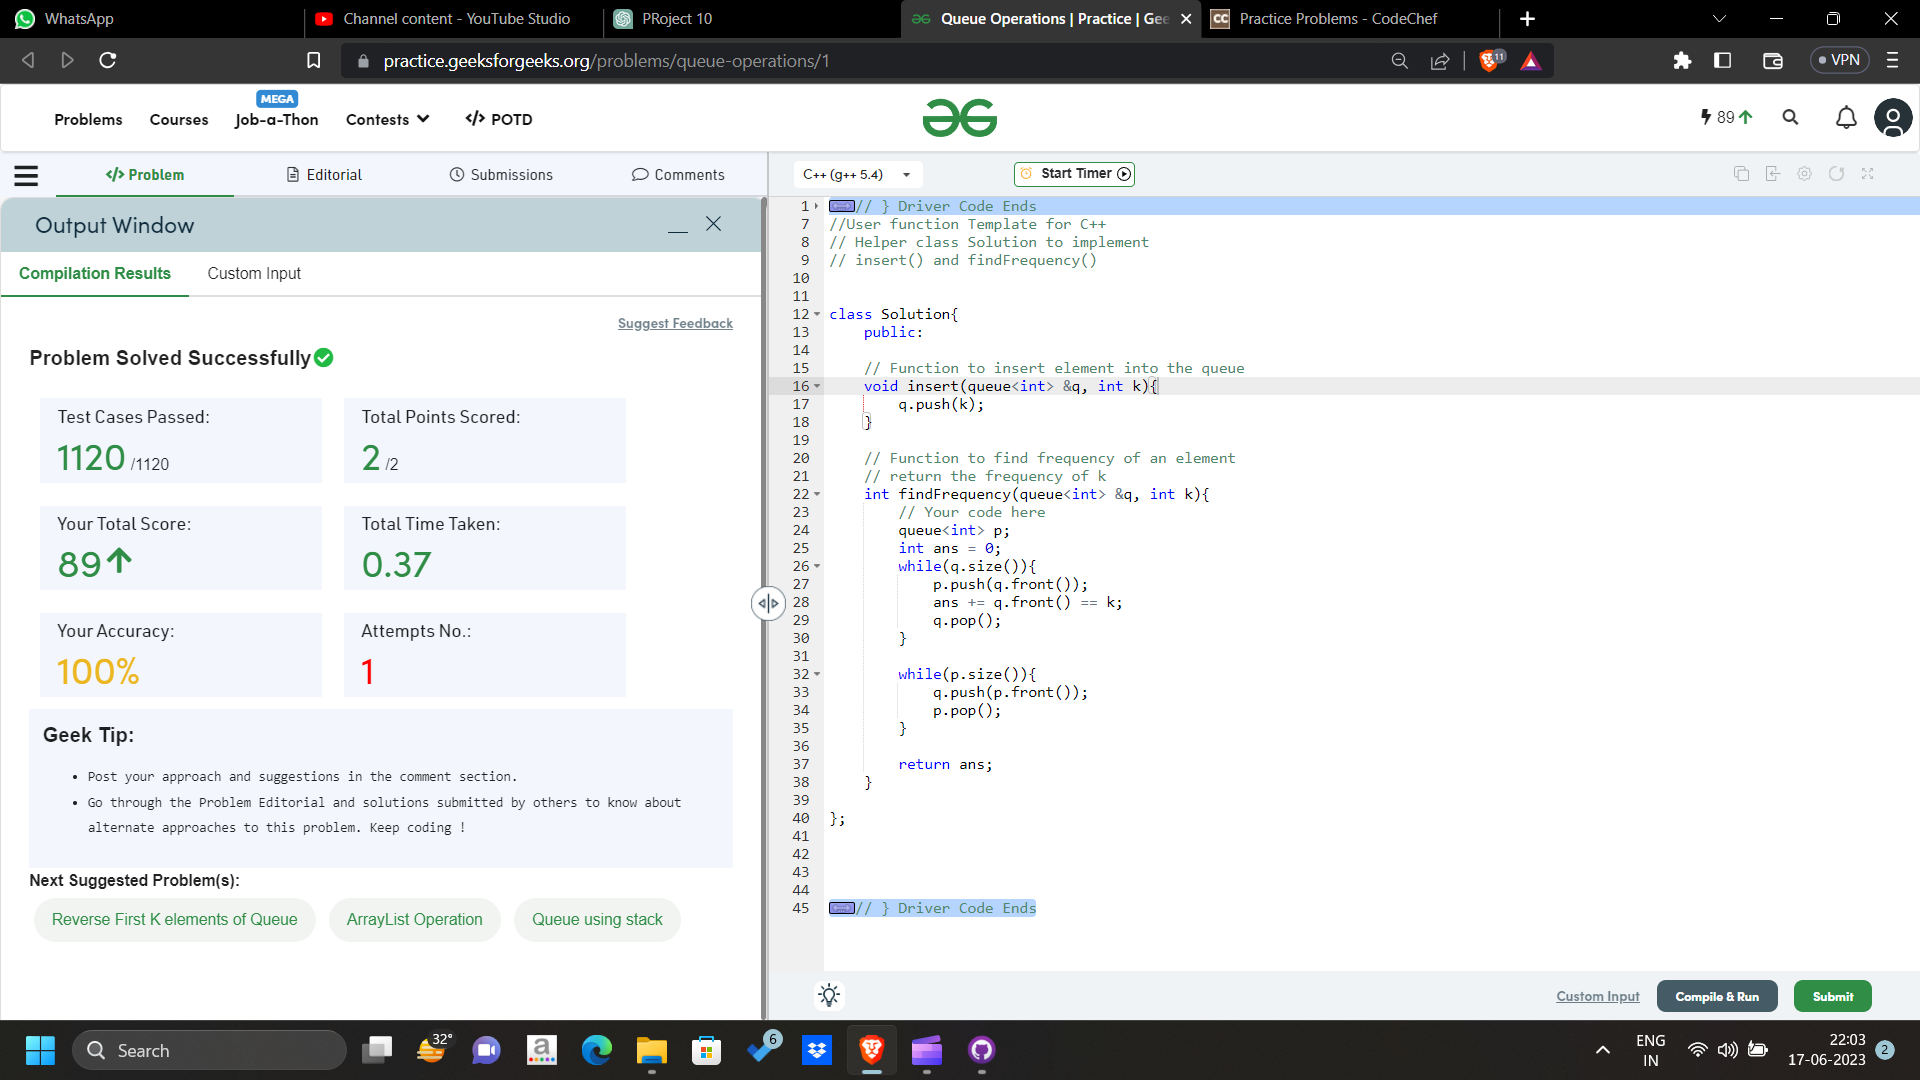 WhatsApp
Channel content - YouTube Studio
PRoject 10
Queue Operations | Practice | Gee
CC
Practice Problems - CodeChef
practice.geeksforgeeks.org/problems/queue-operations/1
11
VPN
Problems
Courses
MEGA
Job-a-Thon
Contests
</> POTD
89
</> Problem
Editorial
Submissions
Comments
C++ (g++ 5.4)
Start Timer
Output Window
Compilation Results
Custom Input
Suggest Feedback
Problem Solved Successfully
Test Cases Passed:
1120 /1120
Total Points Scored:
2 /2
Your Total Score:
89
Total Time Taken:
0.37
Your Accuracy:
100%
Attempts No.:
1
Geek Tip:
• Post your approach and suggestions in the comment section.
• Go through the Problem Editorial and solutions submitted by others to know about
alternate approaches to this problem. Keep coding !
Next Suggested Problem(s):
Reverse First K elements of Queue
ArrayList Operation
Queue using stack
1 // } Driver Code Ends
7 //User function Template for C++
8 // Helper class Solution to implement
9 // insert() and findFrequency()
10
11
12 class Solution{
13 public:
14
15 // Function to insert element into the queue
16 void insert(queue<int> &q, int k){
17 q.push(k);
18 }
19
20 // Function to find frequency of an element
21 // return the frequency of k
22 int findFrequency(queue<int> &q, int k){
23 // Your code here
24 queue<int> p;
25 int ans = 0;
26 while(q.size()){
27 p.push(q.front());
28 ans += q.front() == k;
29 q.pop();
30 }
31
32 while(p.size()){
33 q.push(p.front());
34 p.pop();
35 }
36
37 return ans;
38 }
39
40 };
41
42
43
44
45 // } Driver Code Ends
Custom Input
Compile & Run
Submit
Search
32°
a
6
ENG
IN
22:03
17-06-2023
2